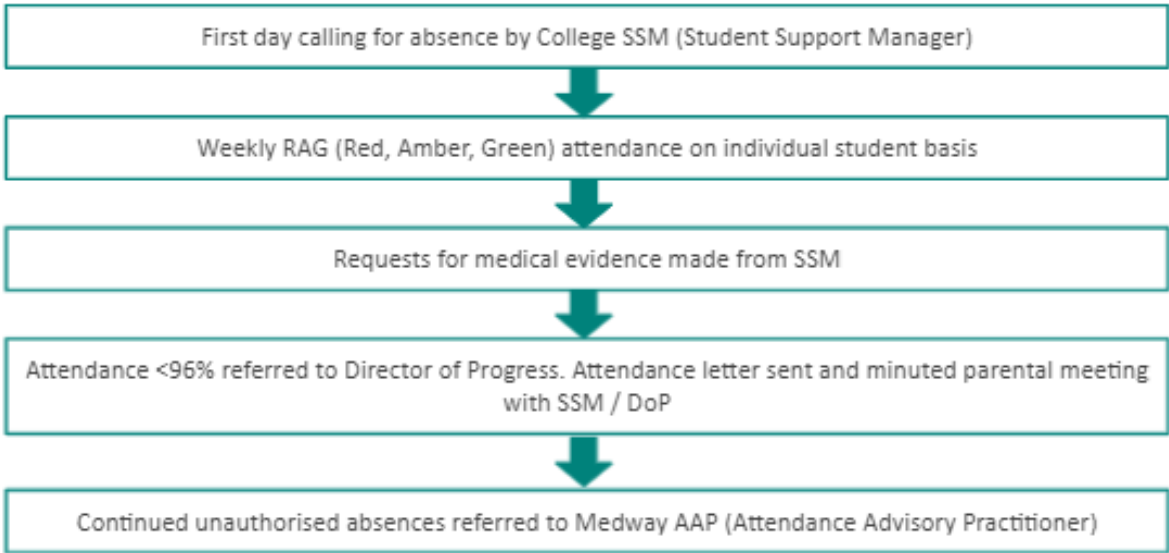 First day calling for absence by College SSM (Student Support Manager)
Weekly RAG (Red, Amber, Green) attendance on individual student basis
Requests for medical evidence made from SSM
Attendance <96% referred to Director of Progress. Attendance letter sent and minuted parental meeting
with SSM / DoP
Continued unauthorised absences referred to Medway AAP (Attendance Advisory Practitioner)